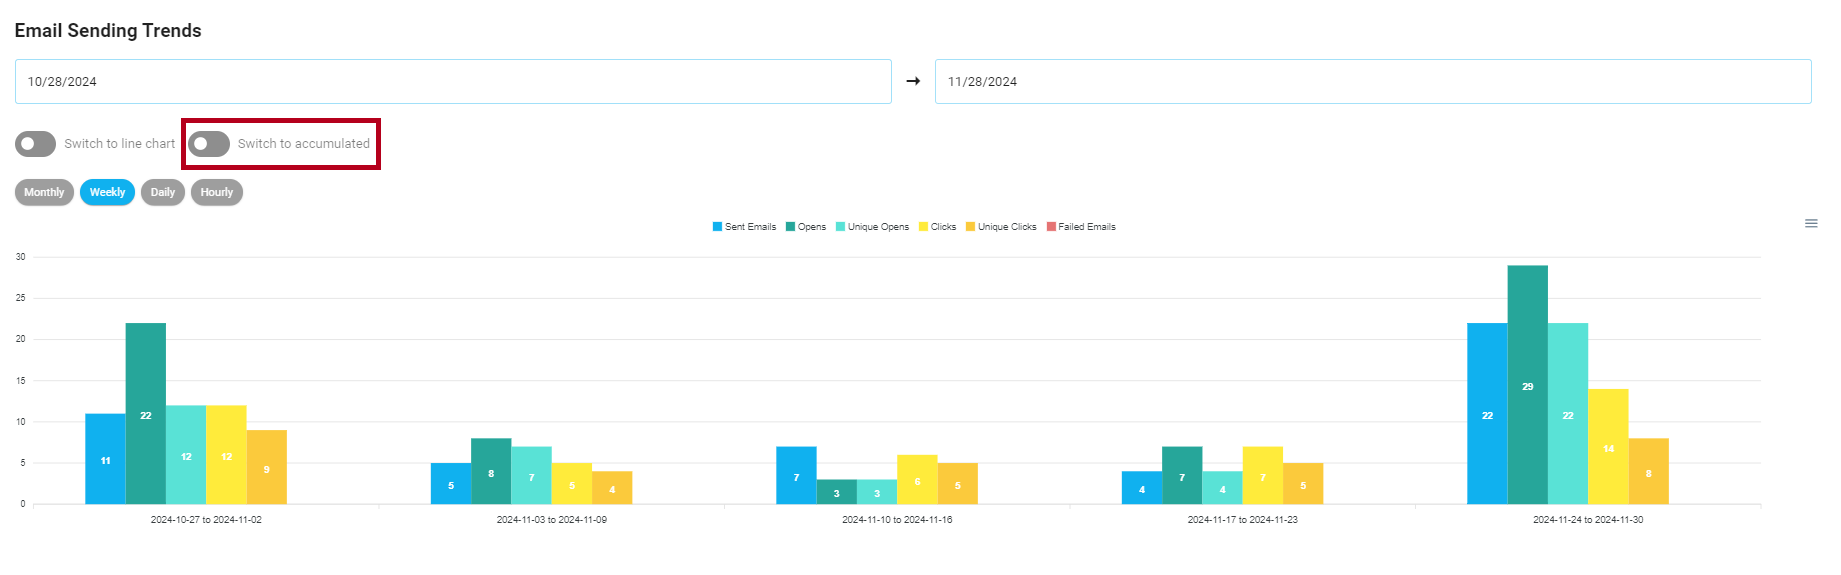 Email Sending Trends
10/28/2024 → 11/28/2024
Switch to line chart Switch to accumulated
Monthly Weekly Daily Hourly
Sent Emails Opens Unique Opens Clicks Unique Clicks Failed Emails
30
25
20
15
10
5
0
11 22 12 12 9
5 8 7 5 4
7 3 3 6 5
4 7 4 7 5
22 29 22 14 8
2024-10-27 to 2024-11-02 2024-11-03 to 2024-11-09 2024-11-10 to 2024-11-16 2024-11-17 to 2024-11-23 2024-11-24 to 2024-11-30